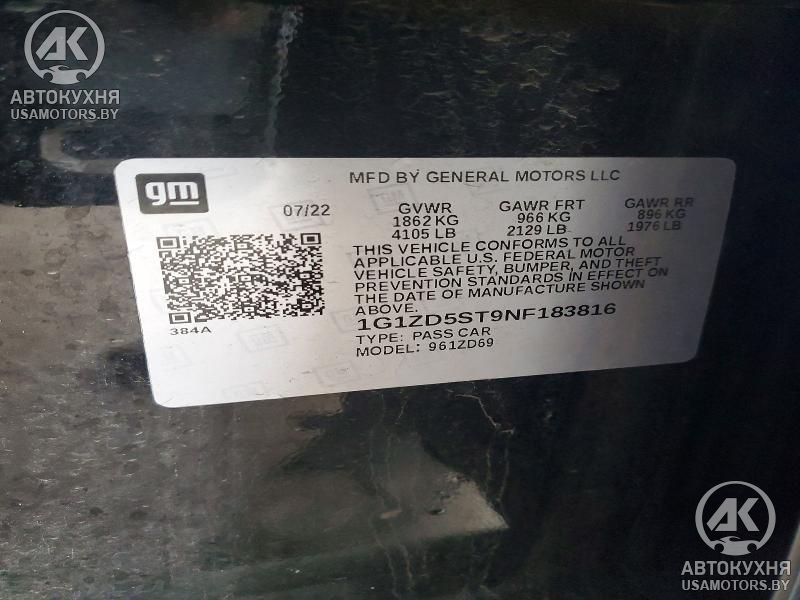 AK
АВТОКУХНЯ
USAMOTORS.BY
gm
MFD BY GENERAL MOTORS LLC
07/22
GVWR
1862 KG
4105 LB
GAWR FRT
966 KG
2129 LB
GAWR RR
896 KG
1976 LB
THIS VEHICLE CONFORMS TO ALL
APPLICABLE U.S. FEDERAL MOTOR
VEHICLE SAFETY, BUMPER, AND THEFT
PREVENTION STANDARDS IN EFFECT ON
THE DATE OF MANUFACTURE SHOWN
ABOVE.
384A
1G1ZD5ST9NF183816
TYPE: PASS CAR
MODEL: 961ZD69
AK
АВТОКУХНЯ
USAMOTORS.BY